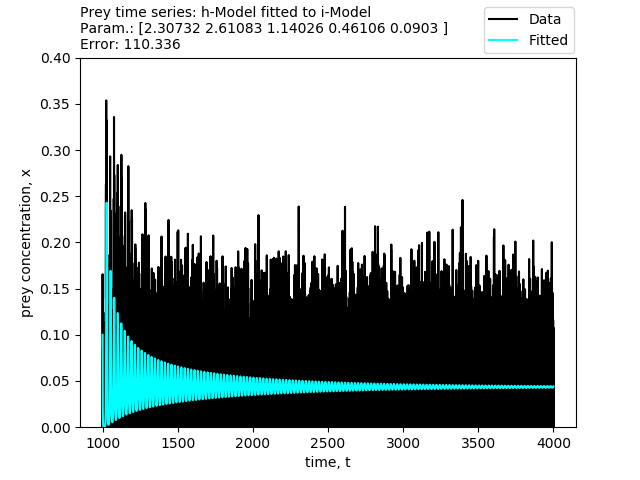 Prey time series: h-Model fitted to i-Model
Param.: [2.30732 2.61083 1.14026 0.46106 0.0903 ]
Error: 110.336
Data
Fitted
0.40
0.35
0.30
0.25
0.20
0.15
0.10
0.05
0.00
prey concentration, x
1000 1500 2000 2500 3000 3500 4000
time, t